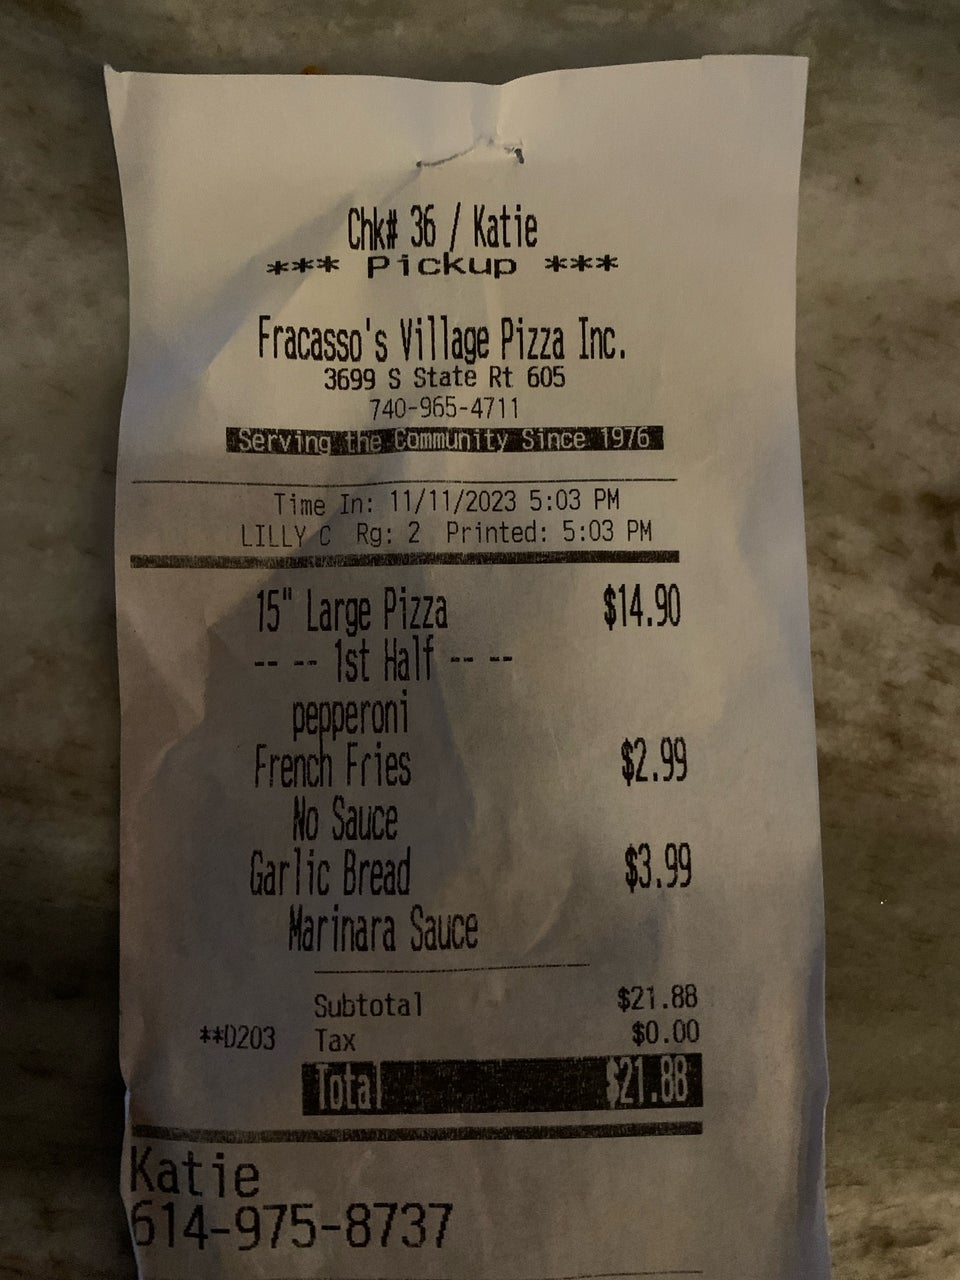 Chk# 36 / Katie
*** Pickup ***
Fracasso's Village Pizza Inc.
3699 S State Rt 605
740-965-4711
Serving the Community Since 1976
Time In: 11/11/2023 5:03 PM
LILLY C Rg: 2 Printed: 5:03 PM
15" Large Pizza $14.90
-- -- 1st Half -- --
pepperoni
French Fries $2.99
No Sauce
Garlic Bread $3.99
Marinara Sauce
Subtotal $21.88
**D203 Tax $0.00
Total $21.88
Katie
614-975-8737